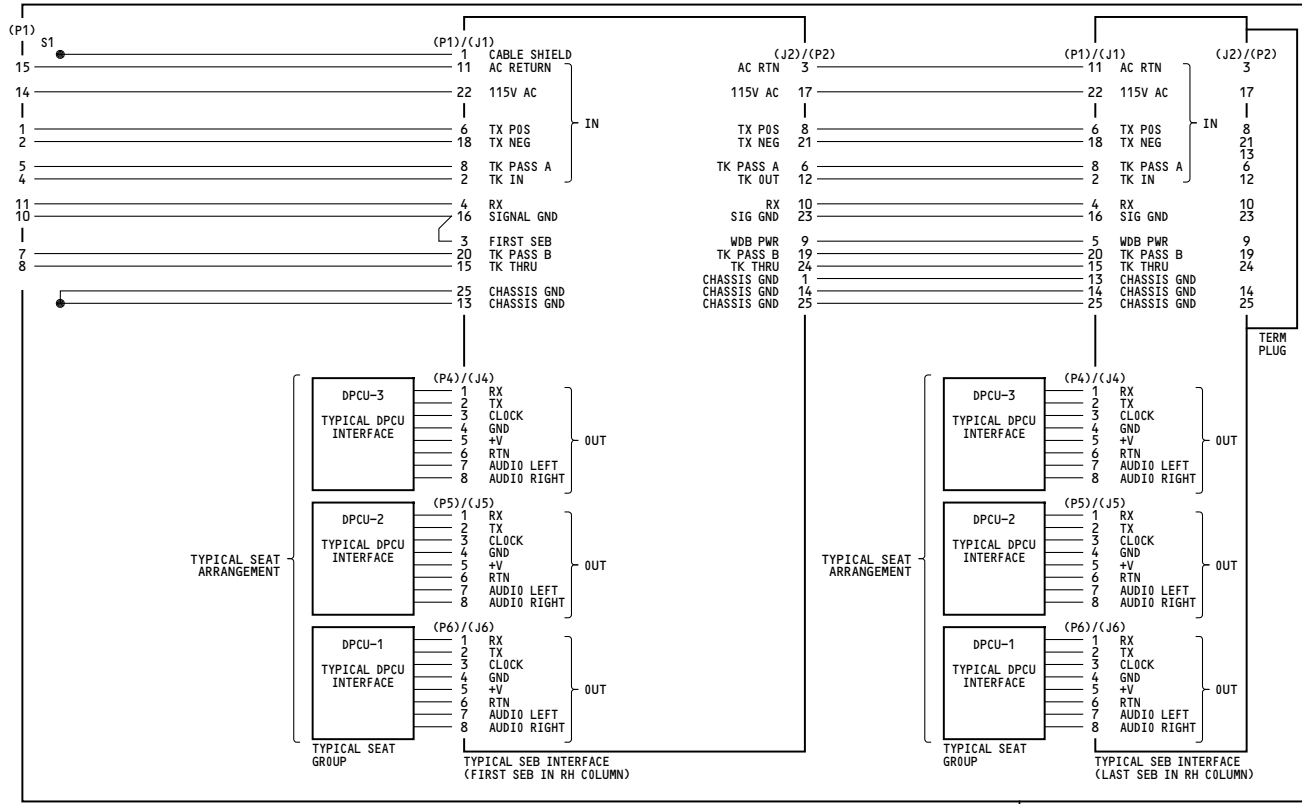 (P1)
S1
(P1)/(J1)
(J2)/(P2)
(P1)/(J1)
(J2)/(P2)
1 CABLE SHIELD
15 11 AC RETURN AC RTN 3 11 AC RTN 3
14 22 115V AC 115V AC 17 22 115V AC 17
IN IN
1 6 TX POS TX POS 8 6 TX POS 8
2 18 TX NEG TX NEG 21 18 TX NEG 21
13
5 8 TK PASS A TK PASS A 6 8 TK PASS A 6
4 2 TK IN TK OUT 12 2 TK IN 12
11 4 RX RX 10 4 RX 10
10 16 SIGNAL GND SIG GND 23 16 SIG GND 23
3 FIRST SEB WDB PWR 9 5 WDB PWR 9
7 20 TK PASS B TK PASS B 19 20 TK PASS B 19
8 15 TK THRU TK THRU 24 15 TK THRU 24
CHASSIS GND 1 13 CHASSIS GND
25 CHASSIS GND CHASSIS GND 14 14 CHASSIS GND 14
13 CHASSIS GND CHASSIS GND 25 25 CHASSIS GND 25
TERM
PLUG
(P4)/(J4)
DPCU-3
TYPICAL DPCU
INTERFACE
1 RX
2 TX
3 CLOCK
4 GND
5 +V
6 RTN
7 AUDIO LEFT
8 AUDIO RIGHT
OUT
(P5)/(J5)
DPCU-2
TYPICAL DPCU
INTERFACE
1 RX
2 TX
3 CLOCK
4 GND
5 +V
6 RTN
7 AUDIO LEFT
8 AUDIO RIGHT
OUT
TYPICAL SEAT
ARRANGEMENT
(P6)/(J6)
DPCU-1
TYPICAL DPCU
INTERFACE
1 RX
2 TX
3 CLOCK
4 GND
5 +V
6 RTN
7 AUDIO LEFT
8 AUDIO RIGHT
OUT
TYPICAL SEAT
GROUP
TYPICAL SEB INTERFACE
(FIRST SEB IN RH COLUMN)
(P4)/(J4)
DPCU-3
TYPICAL DPCU
INTERFACE
1 RX
2 TX
3 CLOCK
4 GND
5 +V
6 RTN
7 AUDIO LEFT
8 AUDIO RIGHT
OUT
(P5)/(J5)
DPCU-2
TYPICAL DPCU
INTERFACE
1 RX
2 TX
3 CLOCK
4 GND
5 +V
6 RTN
7 AUDIO LEFT
8 AUDIO RIGHT
OUT
TYPICAL SEAT
ARRANGEMENT
(P6)/(J6)
DPCU-1
TYPICAL DPCU
INTERFACE
1 RX
2 TX
3 CLOCK
4 GND
5 +V
6 RTN
7 AUDIO LEFT
8 AUDIO RIGHT
OUT
TYPICAL SEAT
GROUP
TYPICAL SEB INTERFACE
(LAST SEB IN RH COLUMN)